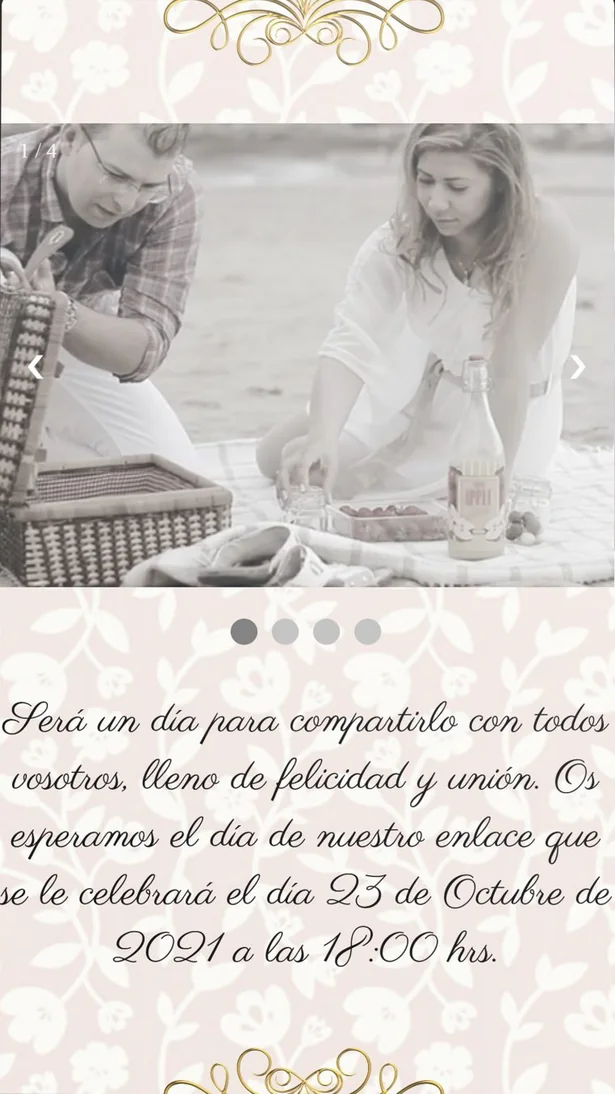 1 / 4
APPLE
Será un día para compartirlo con todos
vosotros, lleno de felicidad y unión. Os
esperamos el día de nuestro enlace que
se le celebrará el día 23 de Octubre de
2021 a las 18:00 hrs.